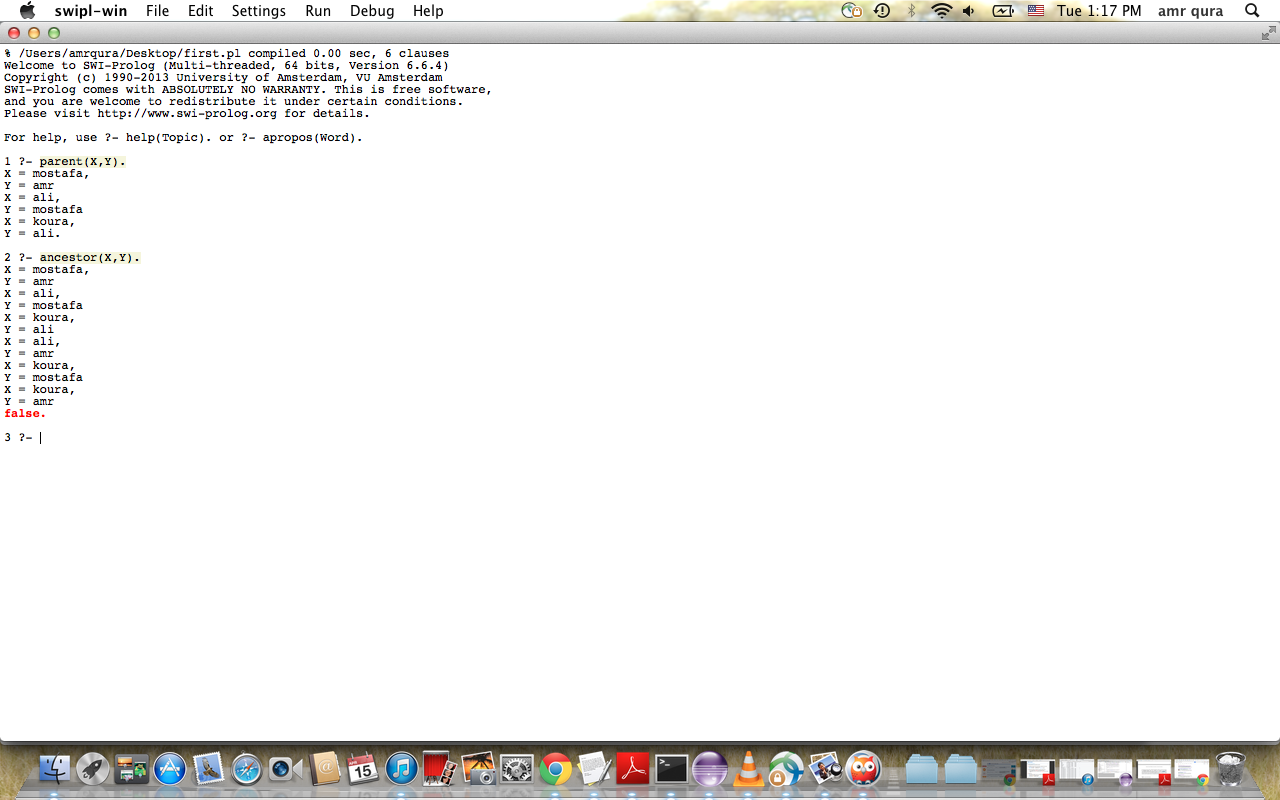 swipl-win File Edit Settings Run Debug Help Tue 1:17 PM amr qura
% /Users/amrqura/Desktop/first.pl compiled 0.00 sec, 6 clauses
Welcome to SWI-Prolog (Multi-threaded, 64 bits, Version 6.6.4)
Copyright (c) 1990-2013 University of Amsterdam, VU Amsterdam
SWI-Prolog comes with ABSOLUTELY NO WARRANTY. This is free software,
and you are welcome to redistribute it under certain conditions.
Please visit http://www.swi-prolog.org for details.
For help, use ?- help(Topic). or ?- apropos(Word).
1 ?- parent(X,Y).
X = mostafa,
Y = amr
X = ali,
Y = mostafa
X = koura,
Y = ali.
2 ?- ancestor(X,Y).
X = mostafa,
Y = amr
X = ali,
Y = mostafa
X = koura,
Y = ali
X = ali,
Y = amr
X = koura,
Y = mostafa
X = koura,
Y = amr
false.
3 ?-
15